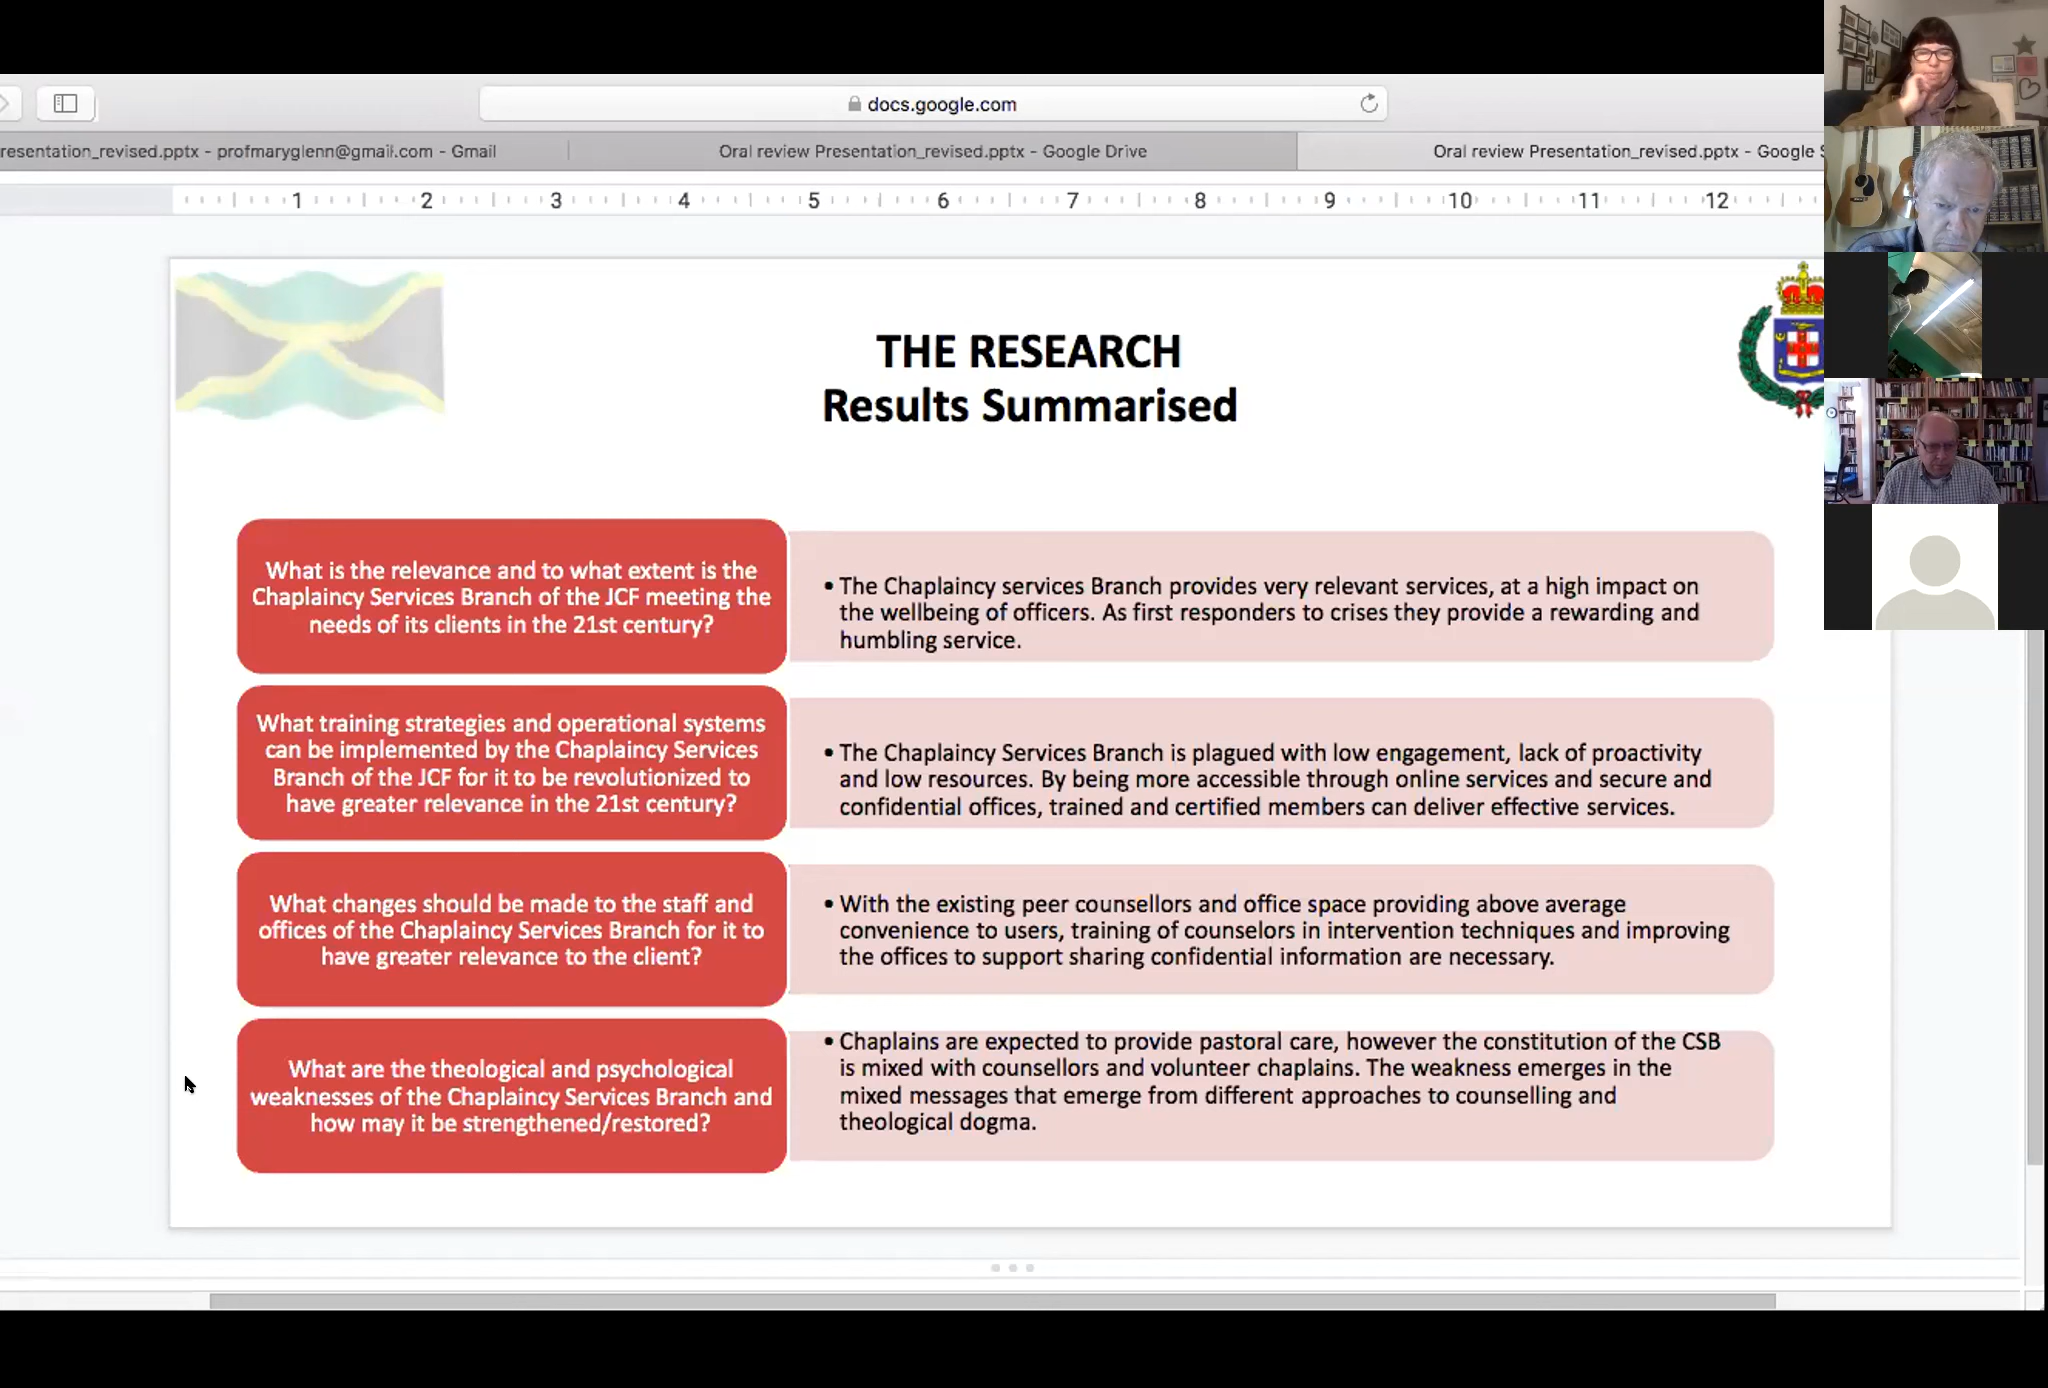 docs.google.com
resentation_revised.pptx - profmaryglenn@gmail.com - Gmail
Oral review Presentation_revised.pptx - Google Drive
Oral review Presentation_revised.pptx - Google S
1 2 3 4 5 6 7 8 9 10 11 12
THE RESEARCH
Results Summarised
What is the relevance and to what extent is the
Chaplaincy Services Branch of the JCF meeting the
needs of its clients in the 21st century?
• The Chaplaincy services Branch provides very relevant services, at a high impact on
the wellbeing of officers. As first responders to crises they provide a rewarding and
humbling service.
What training strategies and operational systems
can be implemented by the Chaplaincy Services
Branch of the JCF for it to be revolutionized to
have greater relevance in the 21st century?
• The Chaplaincy Services Branch is plagued with low engagement, lack of proactivity
and low resources. By being more accessible through online services and secure and
confidential offices, trained and certified members can deliver effective services.
What changes should be made to the staff and
offices of the Chaplaincy Services Branch for it to
have greater relevance to the client?
• With the existing peer counsellors and office space providing above average
convenience to users, training of counselors in intervention techniques and improving
the offices to support sharing confidential information are necessary.
What are the theological and psychological
weaknesses of the Chaplaincy Services Branch and
how may it be strengthened/restored?
• Chaplains are expected to provide pastoral care, however the constitution of the CSB
is mixed with counsellors and volunteer chaplains. The weakness emerges in the
mixed messages that emerge from different approaches to counselling and
theological dogma.